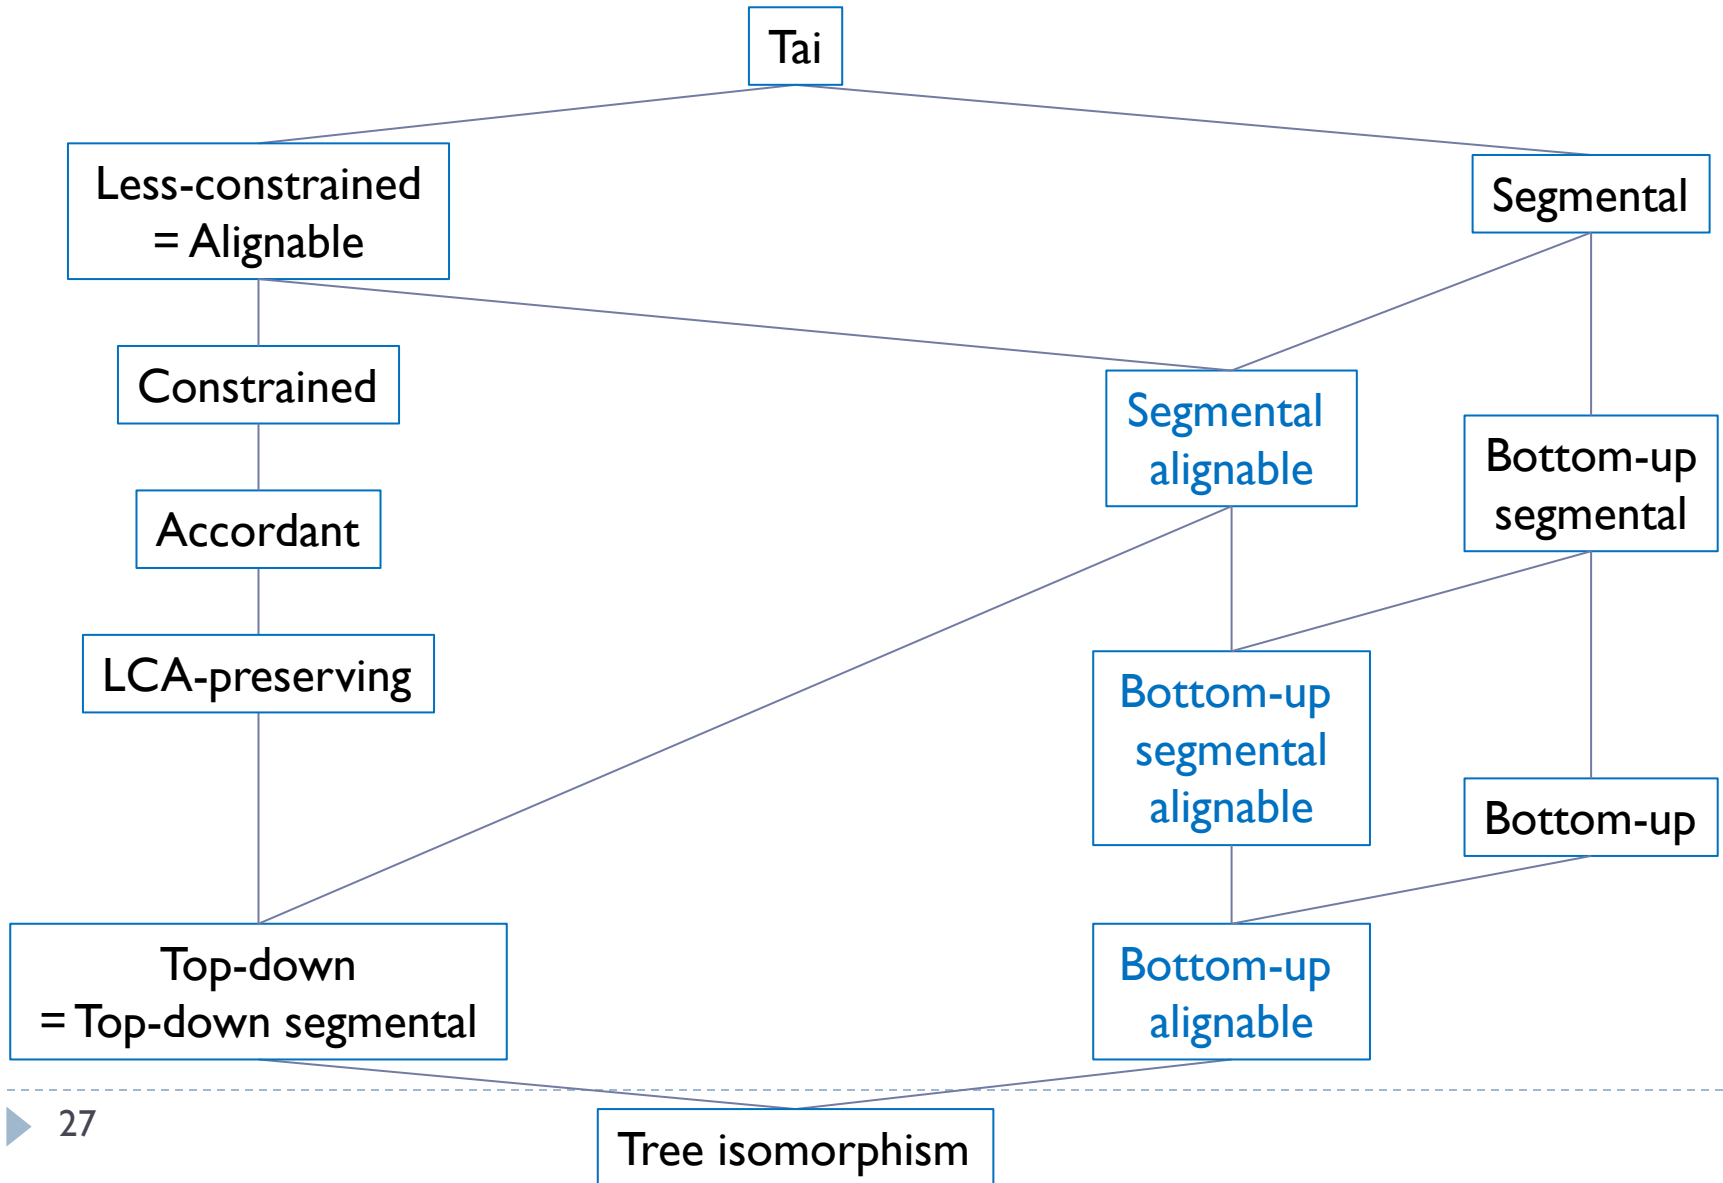 Tai
Less-constrained
= Alignable
Segmental
Constrained
Segmental
alignable
Bottom-up
segmental
Accordant
LCA-preserving
Bottom-up
segmental
alignable
Bottom-up
Top-down
= Top-down segmental
Bottom-up
alignable
27
Tree isomorphism